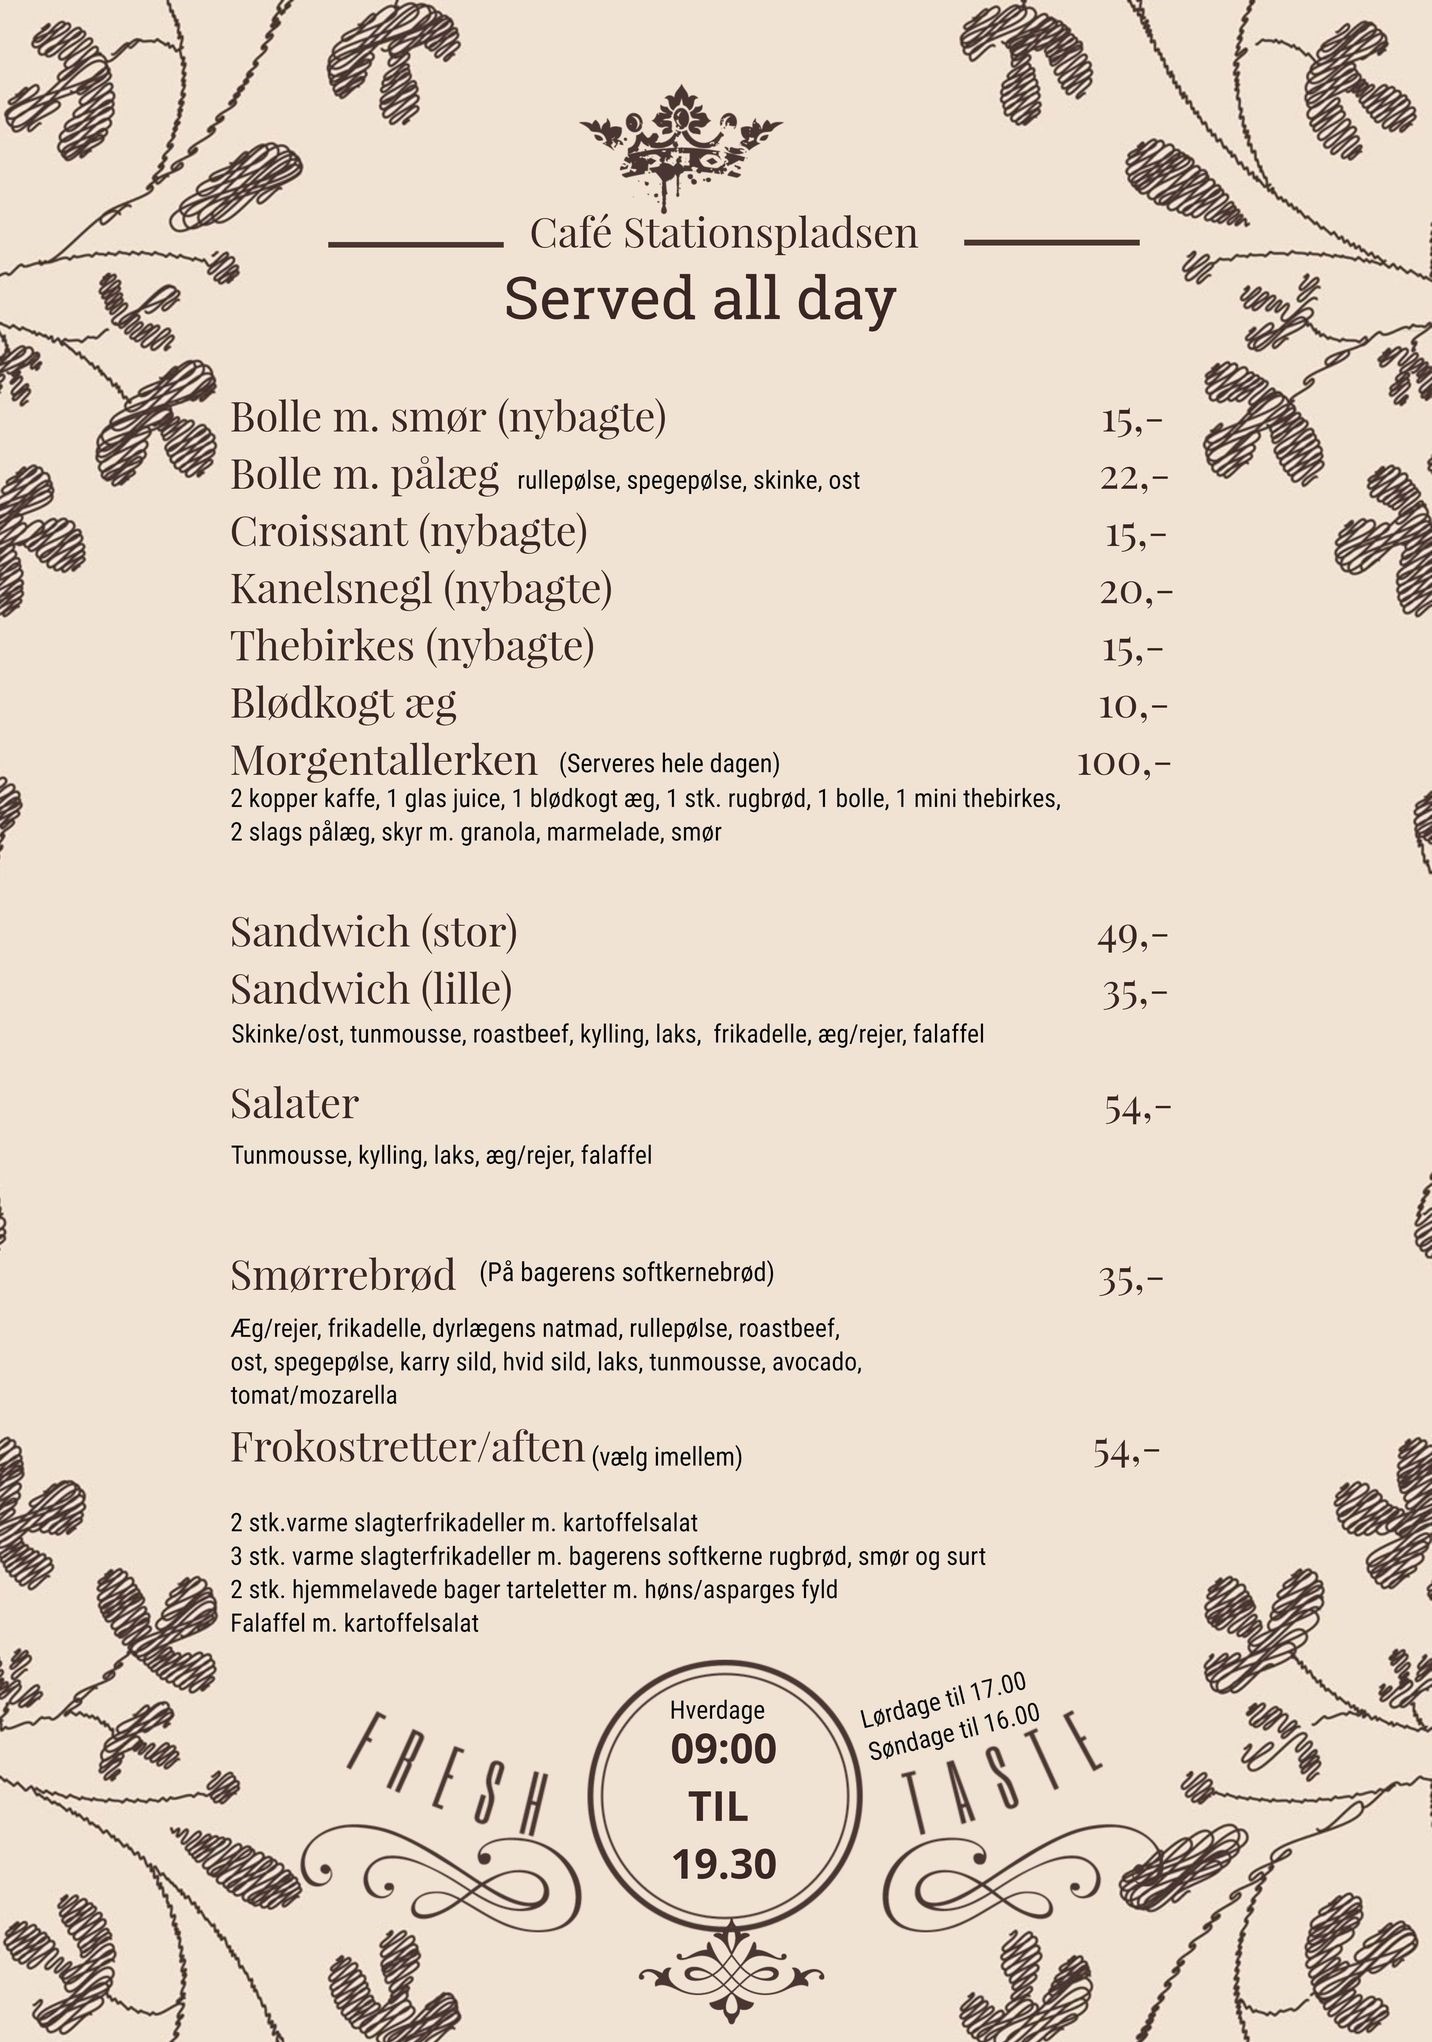 Café Stationspladsen
Served all day
Bolle m. smør (nybagte) 15,-
Bolle m. pålæg rullepølse, spegepølse, skinke, ost 22,-
Croissant (nybagte) 15,-
Kanelsnegl (nybagte) 20,-
Thebirkes (nybagte) 15,-
Blødkogt æg 10,-
Morgentallerken (Serveres hele dagen) 100,-
2 kopper kaffe, 1 glas juice, 1 blødkogt æg, 1 stk. rugbrød, 1 bolle, 1 mini thebirkes,
2 slags pålæg, skyr m. granola, marmelade, smør
Sandwich (stor) 49,-
Sandwich (lille) 35,-
Skinke/ost, tunmousse, roastbeef, kylling, laks, frikadelle, æg/rejer, falaffel
Salater 54,-
Tunmousse, kylling, laks, æg/rejer, falaffel
Smørrebrød (På bagerens softkernebrød) 35,-
Æg/rejer, frikadelle, dyrlægens natmad, rullepølse, roastbeef,
ost, spegepølse, karry sild, hvid sild, laks, tunmousse, avocado,
tomat/mozarella
Frokostretter/aften (vælg imellem) 54,-
2 stk.varme slagterfrikadeller m. kartoffelsalat
3 stk. varme slagterfrikadeller m. bagerens softkerne rugbrød, smør og surt
2 stk. hjemmelavede bager tarteletter m. høns/asparges fyld
Falaffel m. kartoffelsalat
FRESH
Hverdage
09:00
TIL
19.30
Lørdage til 17.00
Søndage til 16.00
TASTE